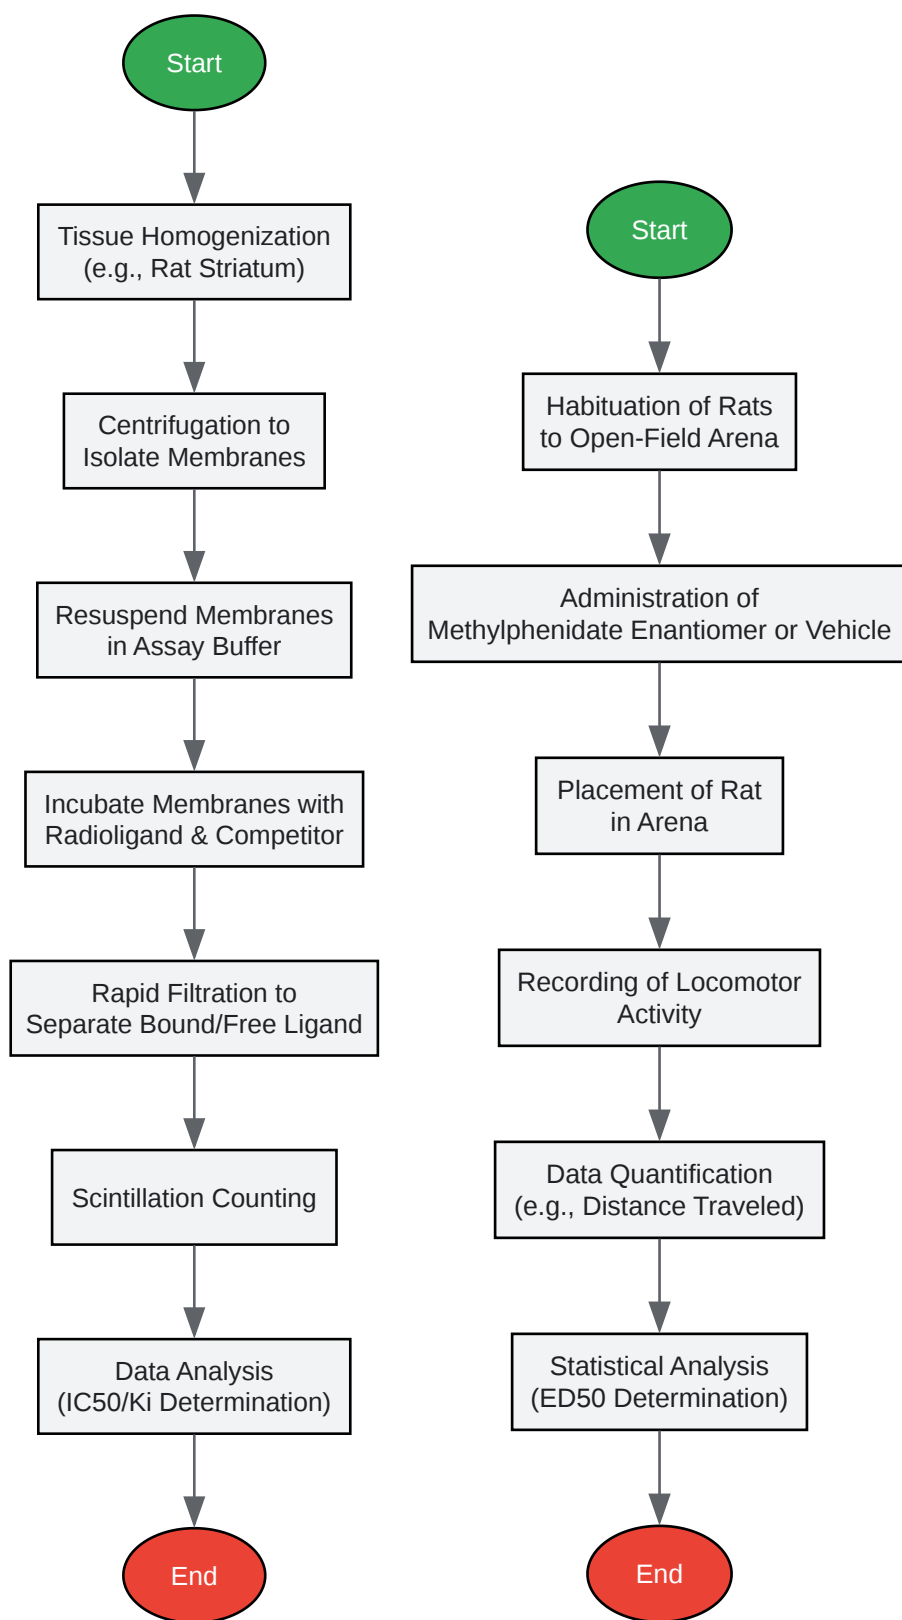 Start
Tissue Homogenization
(e.g., Rat Striatum)
Centrifugation to
Isolate Membranes
Resuspend Membranes
in Assay Buffer
Incubate Membranes with
Radioligand & Competitor
Rapid Filtration to
Separate Bound/Free Ligand
Scintillation Counting
Data Analysis
(IC50/Ki Determination)
End
Start
Habituation of Rats
to Open-Field Arena
Administration of
Methylphenidate Enantiomer or Vehicle
Placement of Rat
in Arena
Recording of Locomotor
Activity
Data Quantification
(e.g., Distance Traveled)
Statistical Analysis
(ED50 Determination)
End